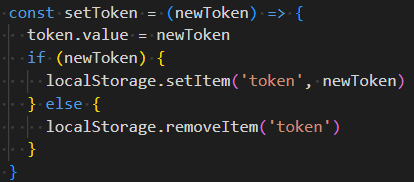 const setToken = (newToken) => {
  token.value = newToken
  if (newToken) {
    localStorage.setItem('token', newToken)
  } else {
    localStorage.removeItem('token')
  }
}